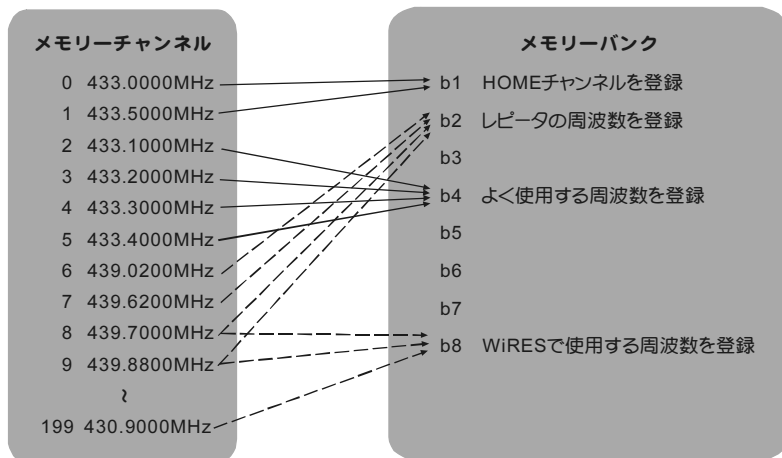 メモリーチャンネル
0 433.0000MHz
1 433.5000MHz
2 433.1000MHz
3 433.2000MHz
4 433.3000MHz
5 433.4000MHz
6 439.0200MHz
7 439.6200MHz
8 439.7000MHz
9 439.8800MHz
~
199 430.9000MHz
メモリーバンク
b1 HOMEチャンネルを登録
b2 レピータの周波数を登録
b3
b4 よく使用する周波数を登録
b5
b6
b7
b8 WiRESで使用する周波数を登録